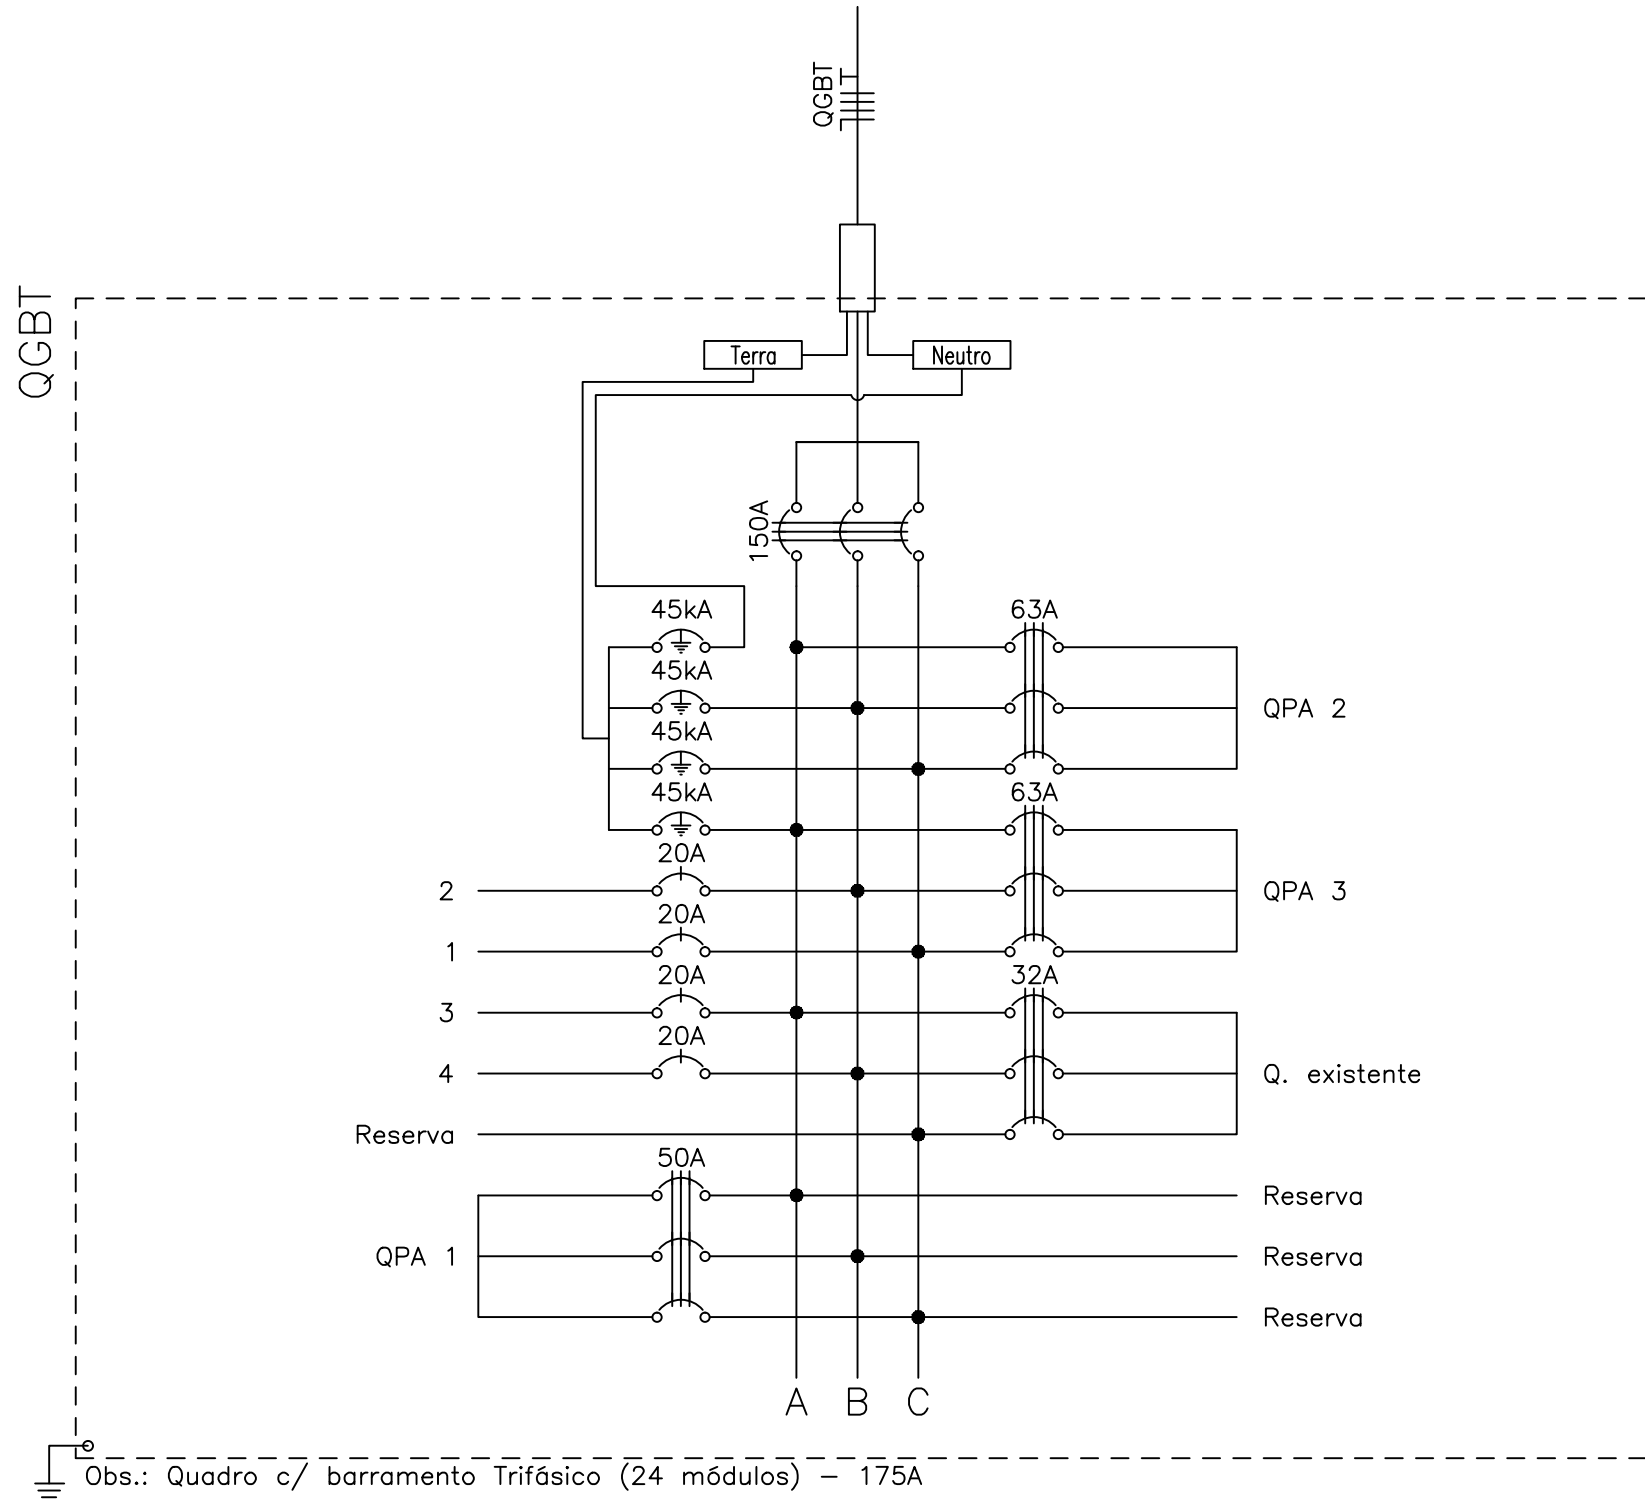 QGBT
QGBT
Terra
Neutro
150A
45kA
63A
45kA
QPA 2
45kA
45kA
63A
20A
2
QPA 3
20A
1
20A
32A
3
20A
4
Q. existente
Reserva
50A
Reserva
QPA 1
Reserva
Reserva
A B C
Obs.: Quadro c/ barramento Trifásico (24 módulos) – 175A